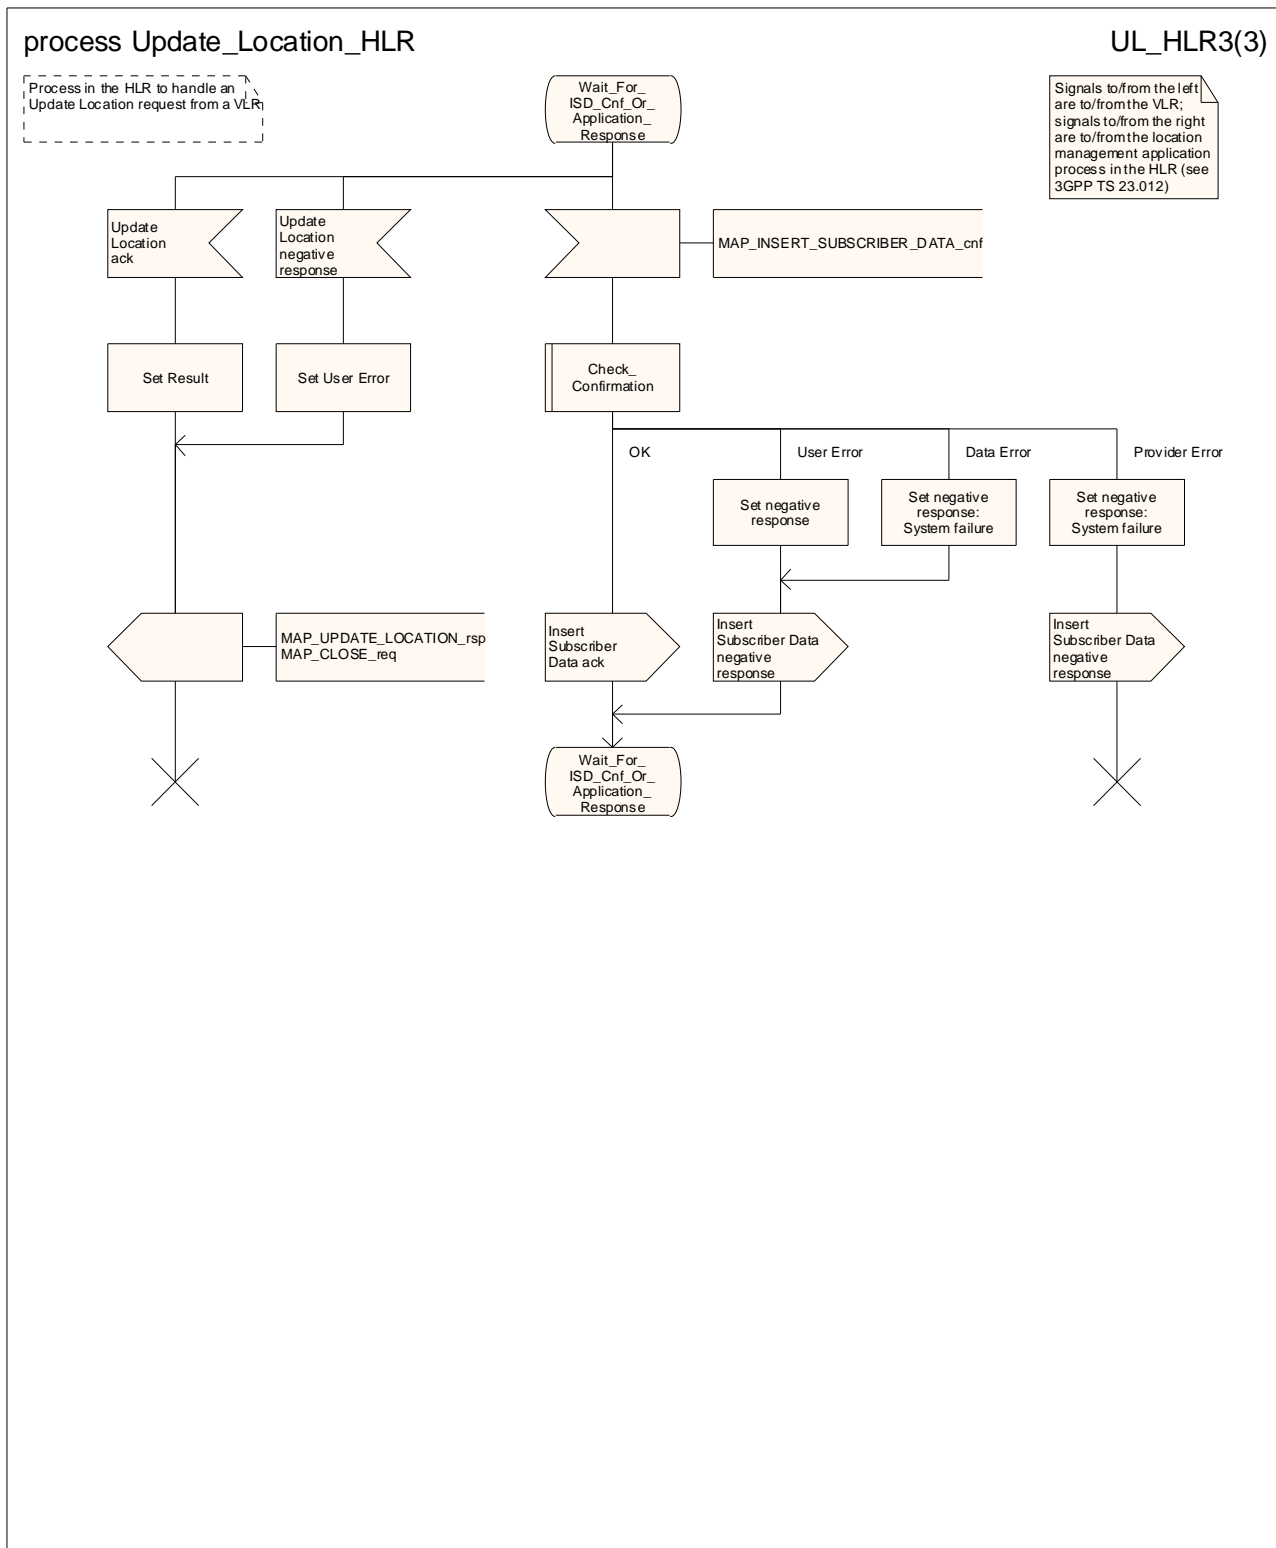 process Update_Location_HLR
UL_HLR3(3)
Process in the HLR to handle an
Update Location request from a VLR
Wait_For_
ISD_Cnf_Or_
Application_
Response
Signals to/from the left
are to/from the VLR;
signals to/from the right
are to/from the location
management application
process in the HLR (see
3GPP TS 23.012)
Update
Location
ack
Update
Location
negative
response
MAP_INSERT_SUBSCRIBER_DATA_cnf
Set Result
Set User Error
Check_
Confirmation
OK
User Error
Data Error
Provider Error
Set negative
response
Set negative
response:
System failure
Set negative
response:
System failure
MAP_UPDATE_LOCATION_rsp
MAP_CLOSE_req
Insert
Subscriber
Data ack
Insert
Subscriber Data
negative
response
Insert
Subscriber Data
negative
response
Wait_For_
ISD_Cnf_Or_
Application_
Response